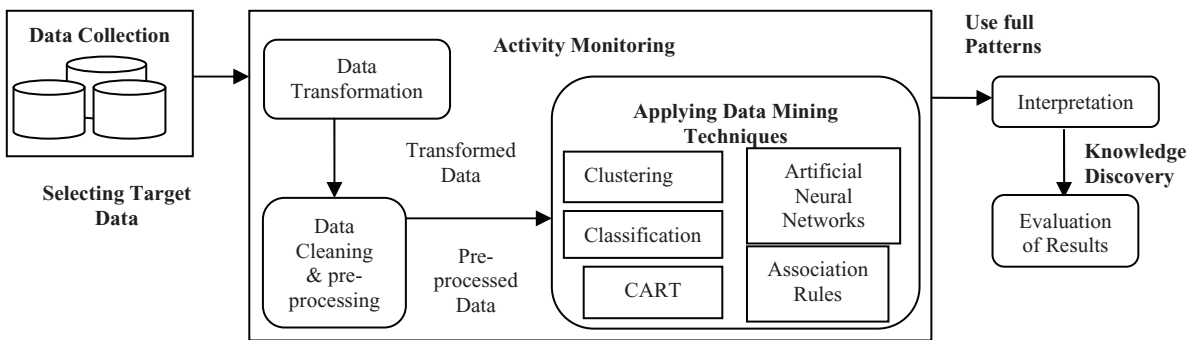 Data Collection
Selecting Target
Data
Activity Monitoring
Data
Transformation
Transformed
Data
Data
Cleaning
& pre-
processing
Pre-
processed
Data
Applying Data Mining
Techniques
Clustering
Classification
CART
Artificial
Neural
Networks
Association
Rules
Use full
Patterns
Interpretation
Knowledge
Discovery
Evaluation
of Results